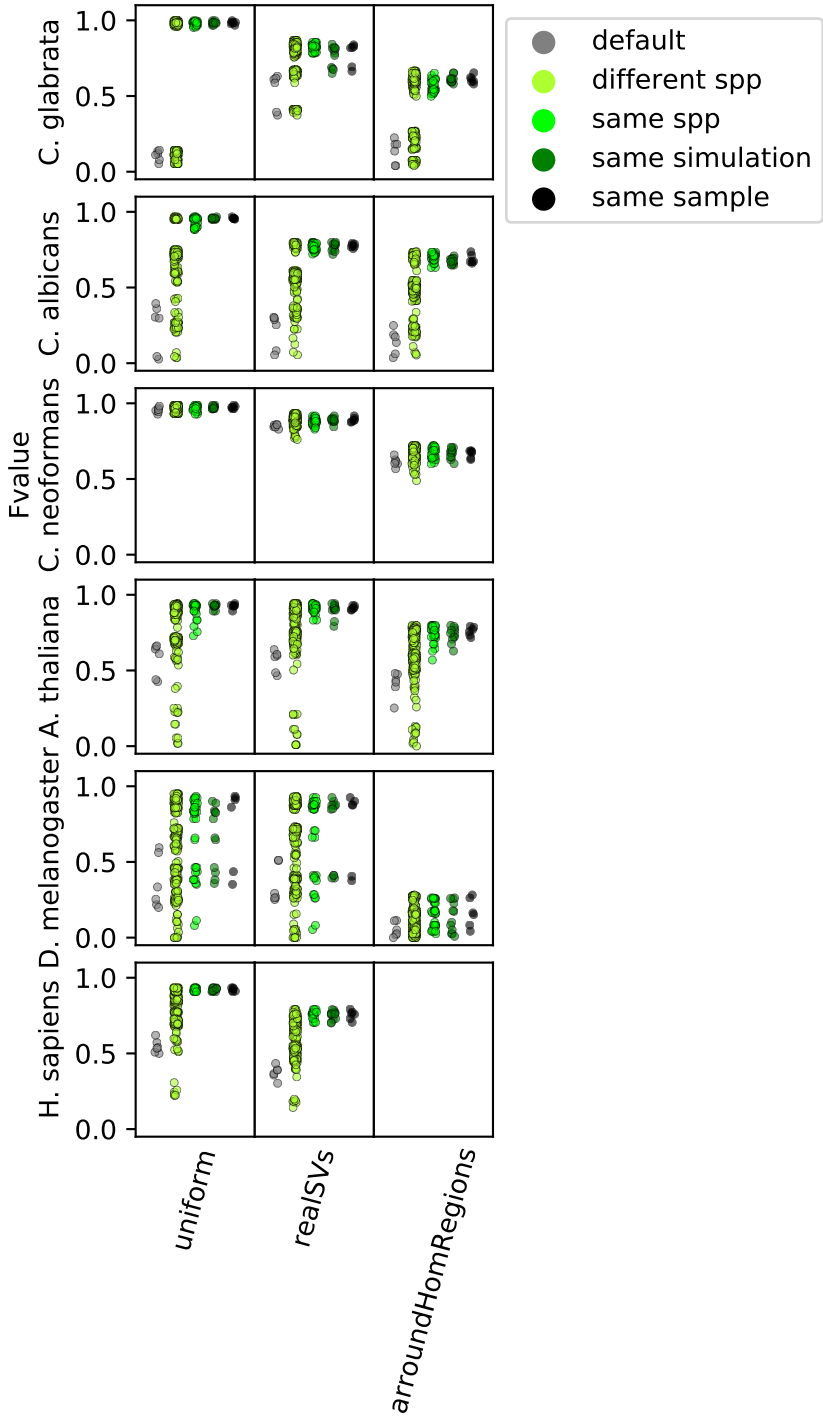 default
different spp
same spp
same simulation
same sample
Fvalue
C. glabrata
1.0
0.5
0.0
C. albicans
1.0
0.5
0.0
C. neoformans
1.0
0.5
0.0
A. thaliana
1.0
0.5
0.0
D. melanogaster
1.0
0.5
0.0
H. sapiens
1.0
0.5
0.0
uniform
realSVs
arroundHomRegions